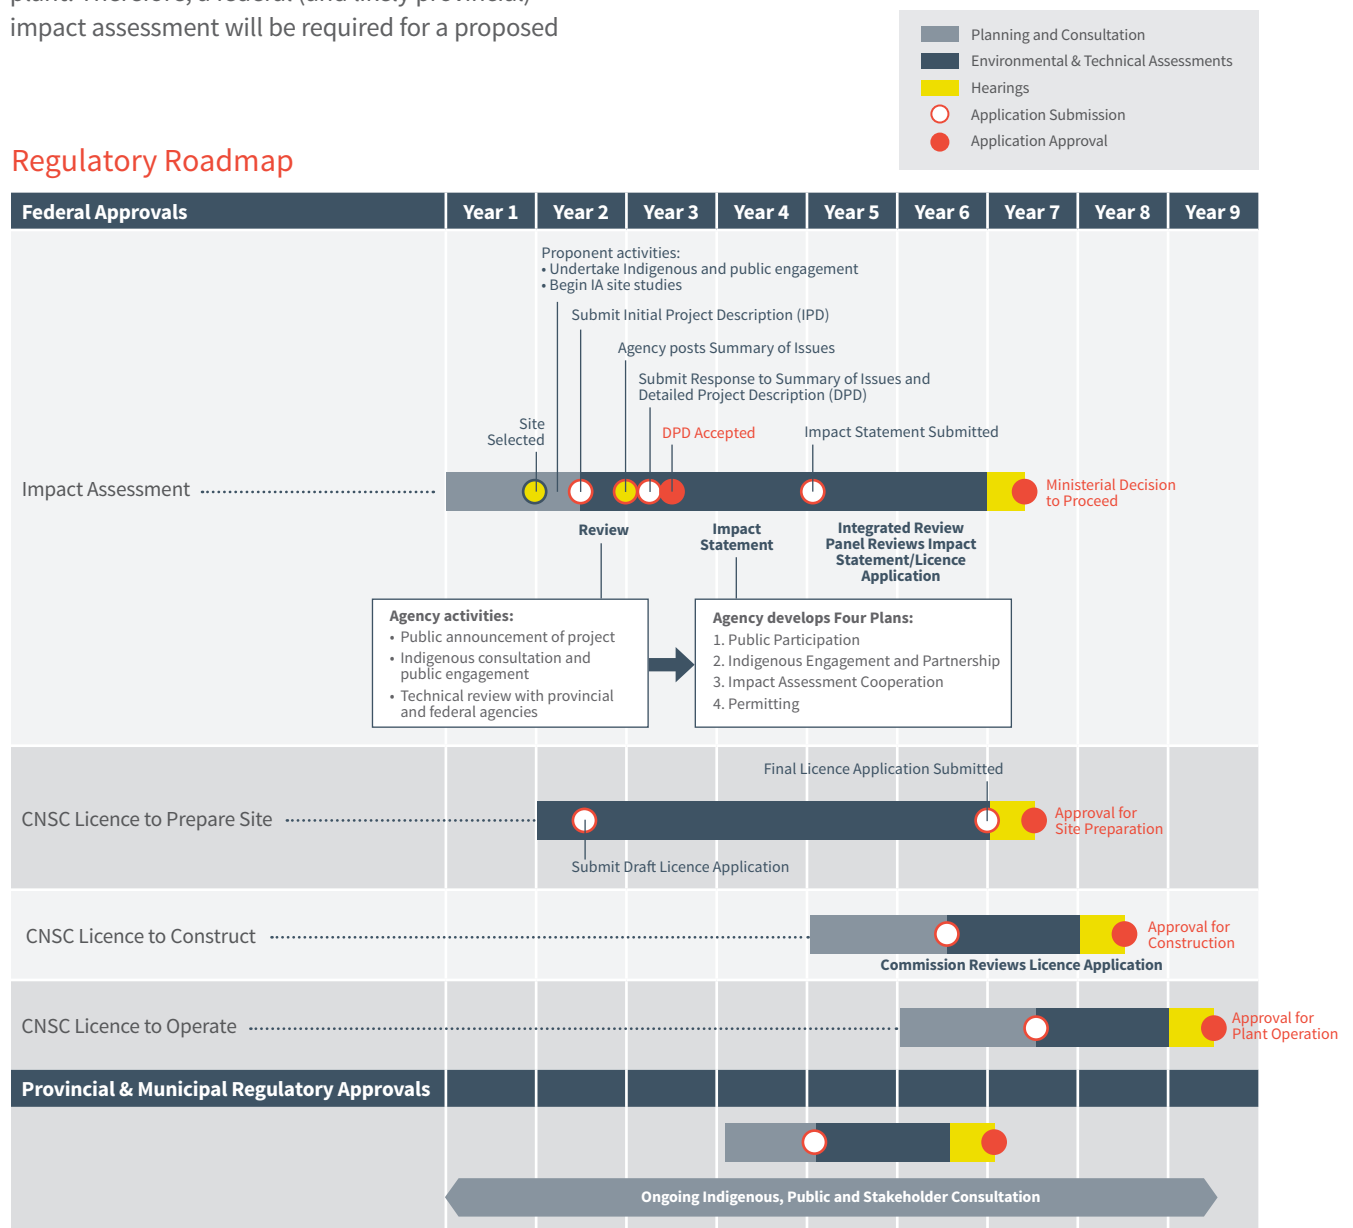 plant. Therefore, a federal (and likely provincial)
impact assessment will be required for a proposed
Planning and Consultation
Environmental & Technical Assessments
Hearings
Application Submission
Application Approval
Regulatory Roadmap
Federal Approvals Year 1 Year 2 Year 3 Year 4 Year 5 Year 6 Year 7 Year 8 Year 9
Proponent activities:
• Undertake Indigenous and public engagement
• Begin IA site studies
Submit Initial Project Description (IPD)
Agency posts Summary of Issues
Submit Response to Summary of Issues and
Detailed Project Description (DPD)
Site
Selected
DPD Accepted
Impact Statement Submitted
Impact Assessment
Ministerial Decision
to Proceed
Review
Impact
Statement
Integrated Review
Panel Reviews Impact
Statement/Licence
Application
Agency activities:
• Public announcement of project
• Indigenous consultation and
public engagement
• Technical review with provincial
and federal agencies
Agency develops Four Plans:
1. Public Participation
2. Indigenous Engagement and Partnership
3. Impact Assessment Cooperation
4. Permitting
Final Licence Application Submitted
CNSC Licence to Prepare Site
Approval for
Site Preparation
Submit Draft Licence Application
CNSC Licence to Construct
Approval for
Construction
Commission Reviews Licence Application
CNSC Licence to Operate
Approval for
Plant Operation
Provincial & Municipal Regulatory Approvals
Ongoing Indigenous, Public and Stakeholder Consultation